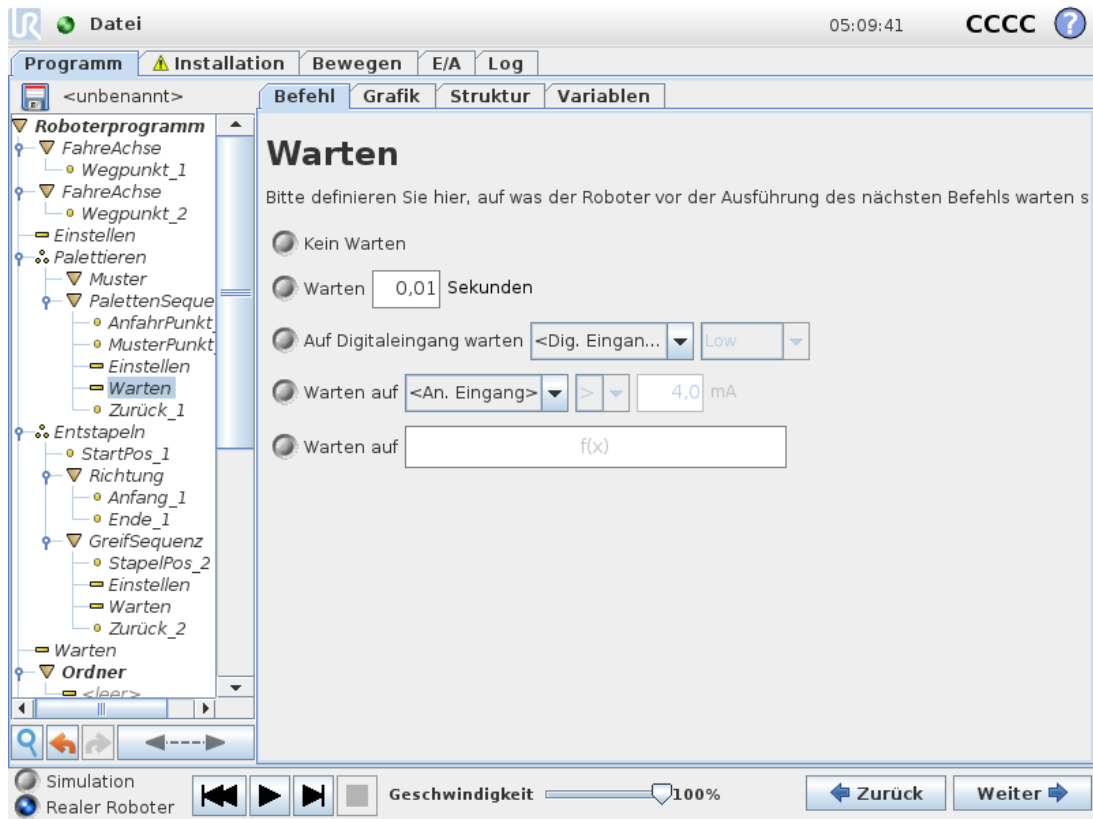 UR Datei 05:09:41 CCCC ?
Programm Installation Bewegen E/A Log
<unbenannt>
Befehl Grafik Struktur Variablen
Roboterprogramm
FahreAchse
Wegpunkt_1
FahreAchse
Wegpunkt_2
Einstellen
Palettieren
Muster
PalettenSeque
AnfahrPunkt_
MusterPunkt_
Einstellen
Warten
Zurück_1
Entstapeln
StartPos_1
Richtung
Anfang_1
Ende_1
GreifSequenz
StapelPos_2
Einstellen
Warten
Zurück_2
Warten
Ordner
<leer>
Warten
Bitte definieren Sie hier, auf was der Roboter vor der Ausführung des nächsten Befehls warten s
Kein Warten
Warten 0,01 Sekunden
Auf Digitaleingang warten <Dig. Eingan... Low
Warten auf <An. Eingang> > 4,0 mA
Warten auf f(x)
Simulation
Realer Roboter
Geschwindigkeit 100%
Zurück Weiter